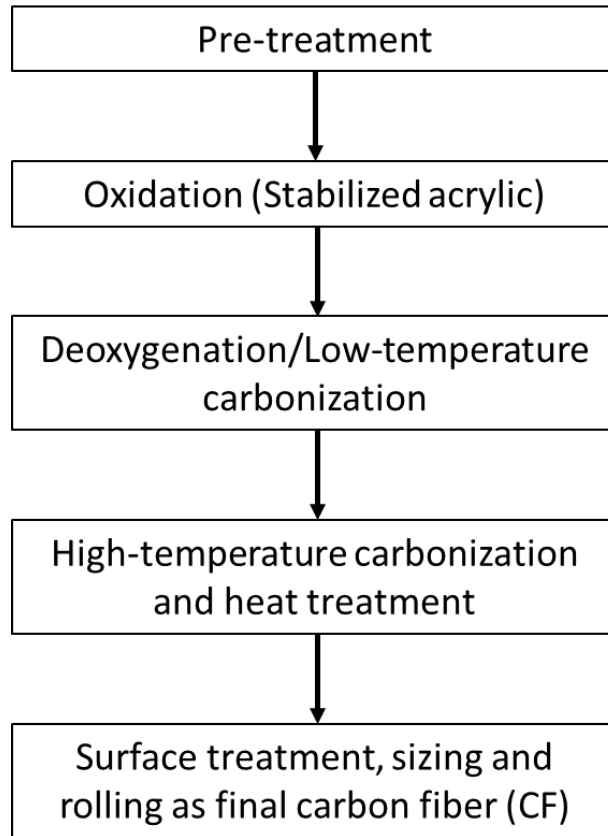 Pre-treatment
Oxidation (Stabilized acrylic)
Deoxygenation/Low-temperature
carbonization
High-temperature carbonization
and heat treatment
Surface treatment, sizing and
rolling as final carbon fiber (CF)